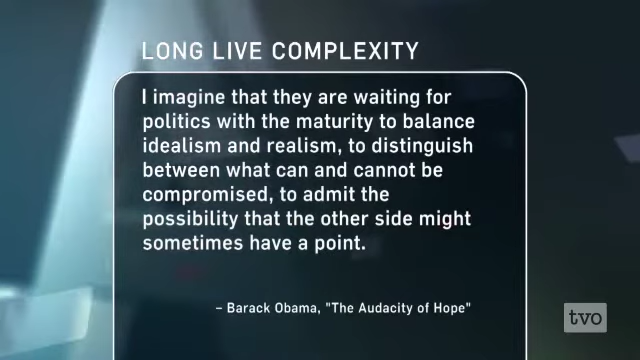 LONG LIVE COMPLEXITY
I imagine that they are waiting for
politics with the maturity to balance
idealism and realism, to distinguish
between what can and cannot be
compromised, to admit the
possibility that the other side might
sometimes have a point.
– Barack Obama, "The Audacity of Hope"
tvo